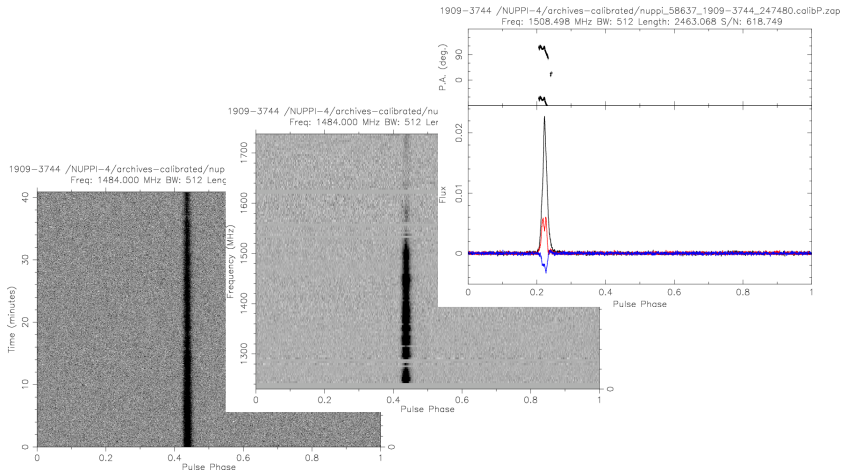 1909-3744 /NUPPI-4/archives-calibrated/nuppi_58637_1909-3744_247480.calibP.zap
Freq: 1508.498 MHz BW: 512 Length: 2463.068 S/N: 618.749
P.A. (deg.)
90
0
Flux
0.02
0.01
0
0 0.2 0.4 0.6 0.8 1
Pulse Phase
1909-3744 /NUPPI-4/archives-calibrated/nu
Freq: 1484.000 MHz BW: 512 Ler
Frequency (MHz)
1700
1600
1500
1400
1300
0
0 0.2 0.4 0.6 0.8 1
Pulse Phase
1909-3744 /NUPPI-4/archives-calibrated/nup
Freq: 1484.000 MHz BW: 512 Leng
Time (minutes)
40
30
20
10
0
0
0 0.2 0.4 0.6 0.8 1
Pulse Phase